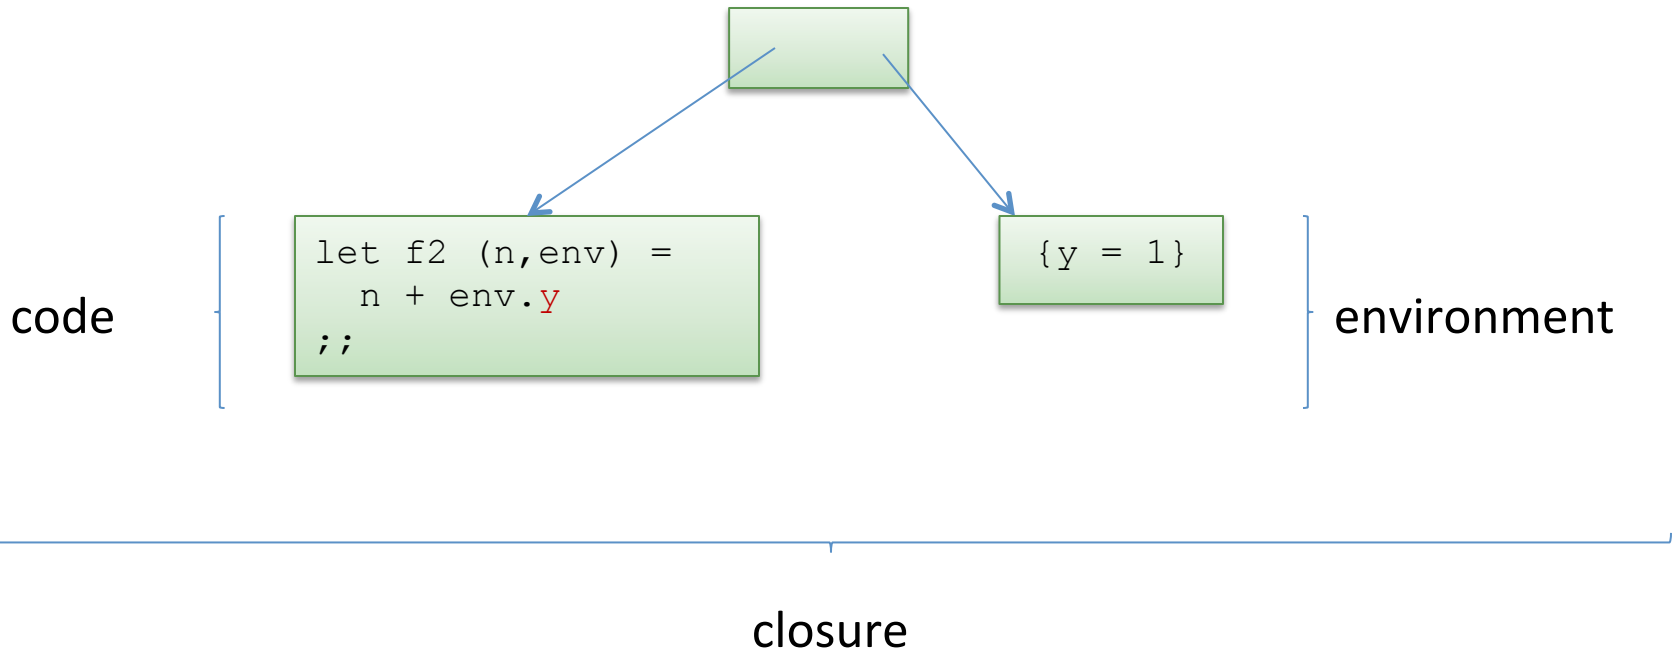 let f2 (n,env) =
n + env.y
;;
{y = 1}
code
environment
closure